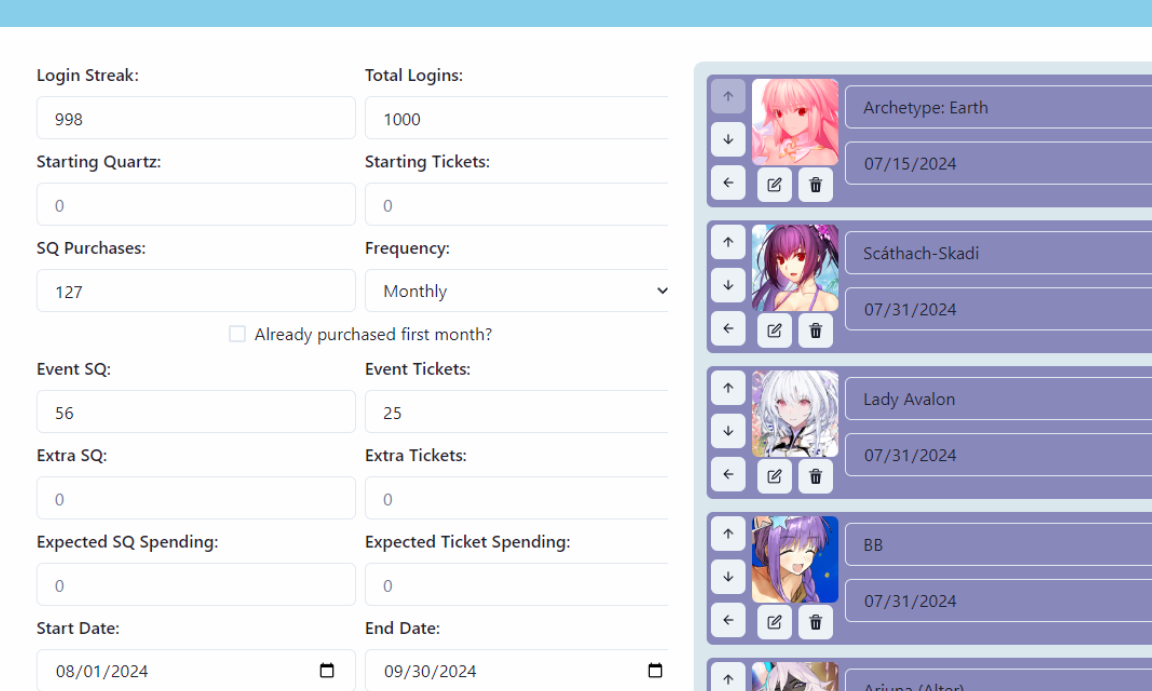 Login Streak:
Total Logins:
998
1000
Starting Quartz:
Starting Tickets:
0
0
SQ Purchases:
Frequency:
127
Monthly
Already purchased first month?
Event SQ:
Event Tickets:
56
25
Extra SQ:
Extra Tickets:
0
0
Expected SQ Spending:
Expected Ticket Spending:
0
0
Start Date:
End Date:
08/01/2024
09/30/2024
Archetype: Earth
07/15/2024
Scáthach-Skadi
07/31/2024
Lady Avalon
07/31/2024
BB
07/31/2024
Arjuna (Alter)